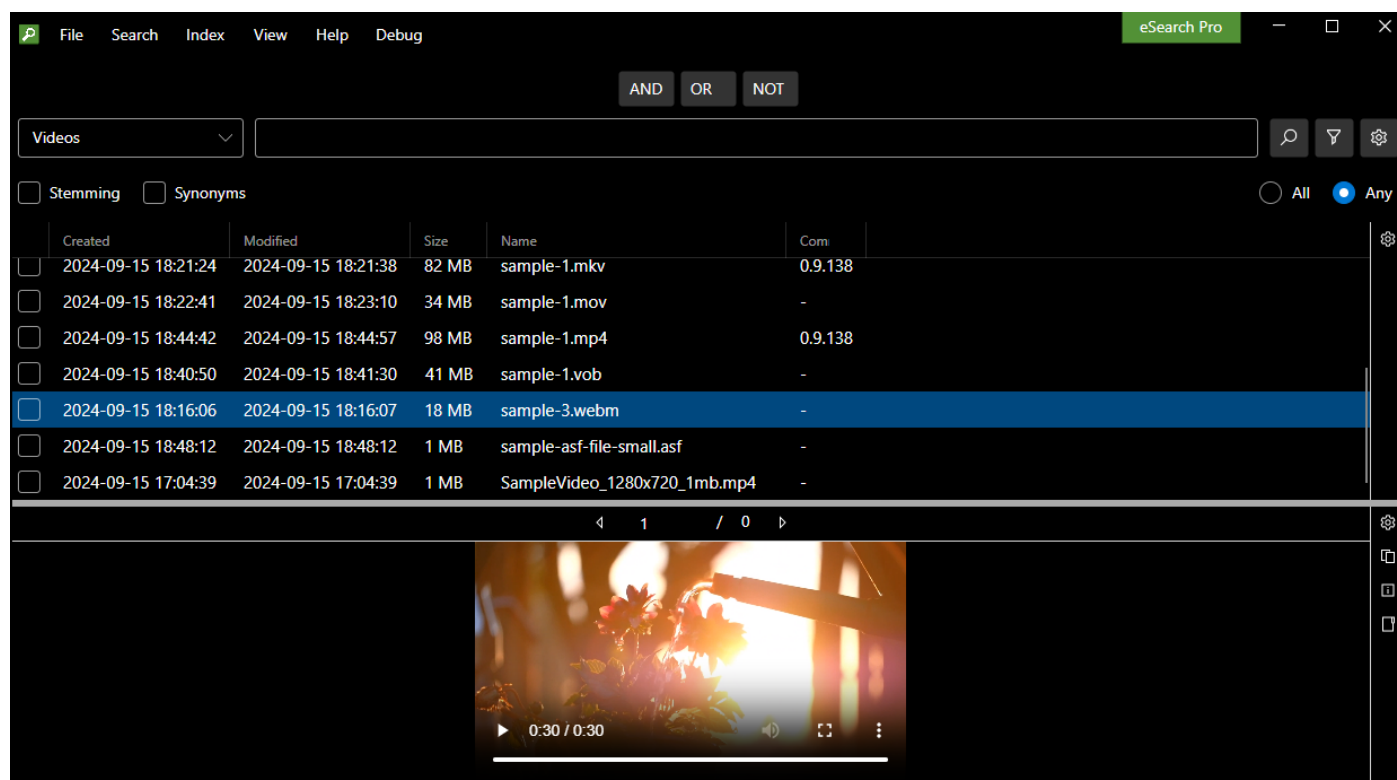 File Search Index View Help Debug eSearch Pro
AND OR NOT
Videos
Stemming Synonyms All Any
Created Modified Size Name Com
2024-09-15 18:21:24 2024-09-15 18:21:38 82 MB sample-1.mkv 0.9.138
2024-09-15 18:22:41 2024-09-15 18:23:10 34 MB sample-1.mov -
2024-09-15 18:44:42 2024-09-15 18:44:57 98 MB sample-1.mp4 0.9.138
2024-09-15 18:40:50 2024-09-15 18:41:30 41 MB sample-1.vob -
2024-09-15 18:16:06 2024-09-15 18:16:07 18 MB sample-3.webm -
2024-09-15 18:48:12 2024-09-15 18:48:12 1 MB sample-asf-file-small.asf -
2024-09-15 17:04:39 2024-09-15 17:04:39 1 MB SampleVideo_1280x720_1mb.mp4 -
1 / 0
0:30 / 0:30